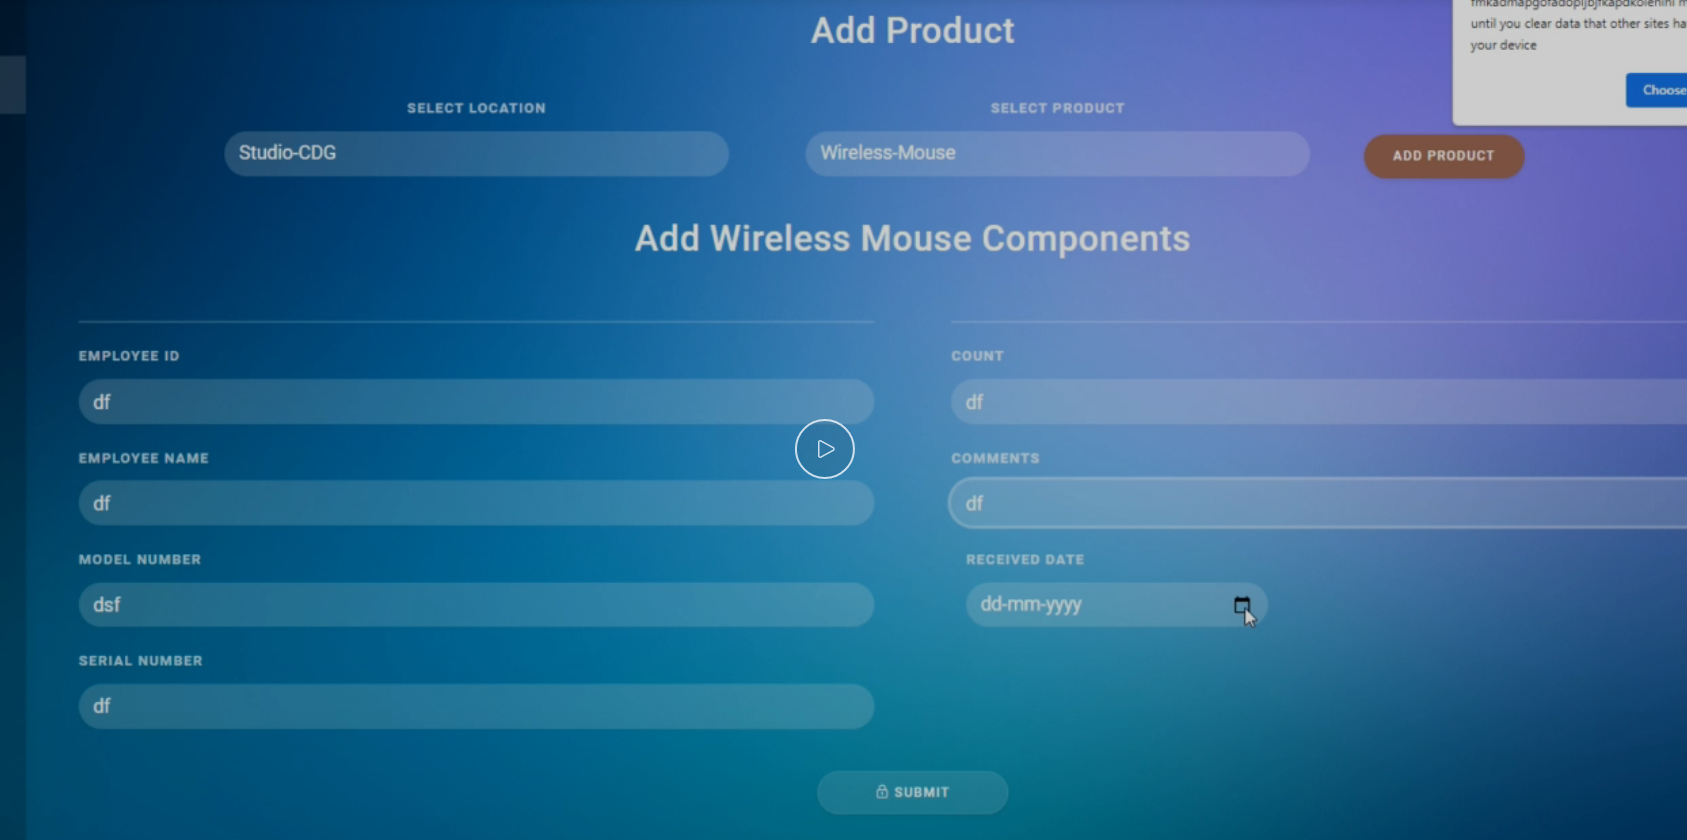 Add Product
until you clear data that other sites ha
your device
Choose
SELECT LOCATION
SELECT PRODUCT
Studio-CDG
Wireless-Mouse
ADD PRODUCT
Add Wireless Mouse Components
EMPLOYEE ID
COUNT
df
df
EMPLOYEE NAME
COMMENTS
df
df
MODEL NUMBER
RECEIVED DATE
dsf
dd-mm-yyyy
SERIAL NUMBER
df
SUBMIT